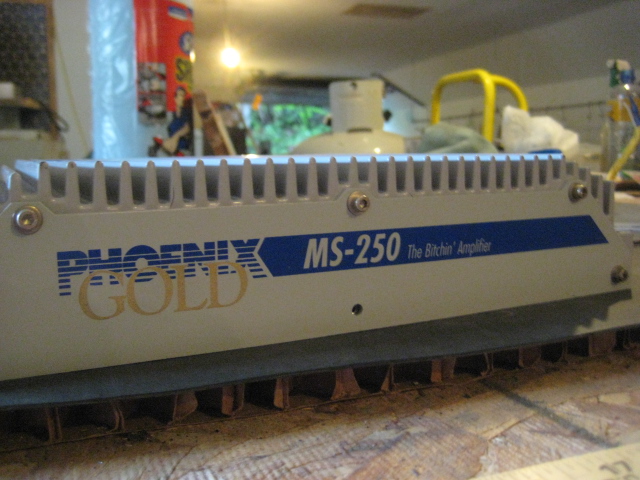 PHOENIX
GOLD
MS-250 The Bitchin' Amplifier